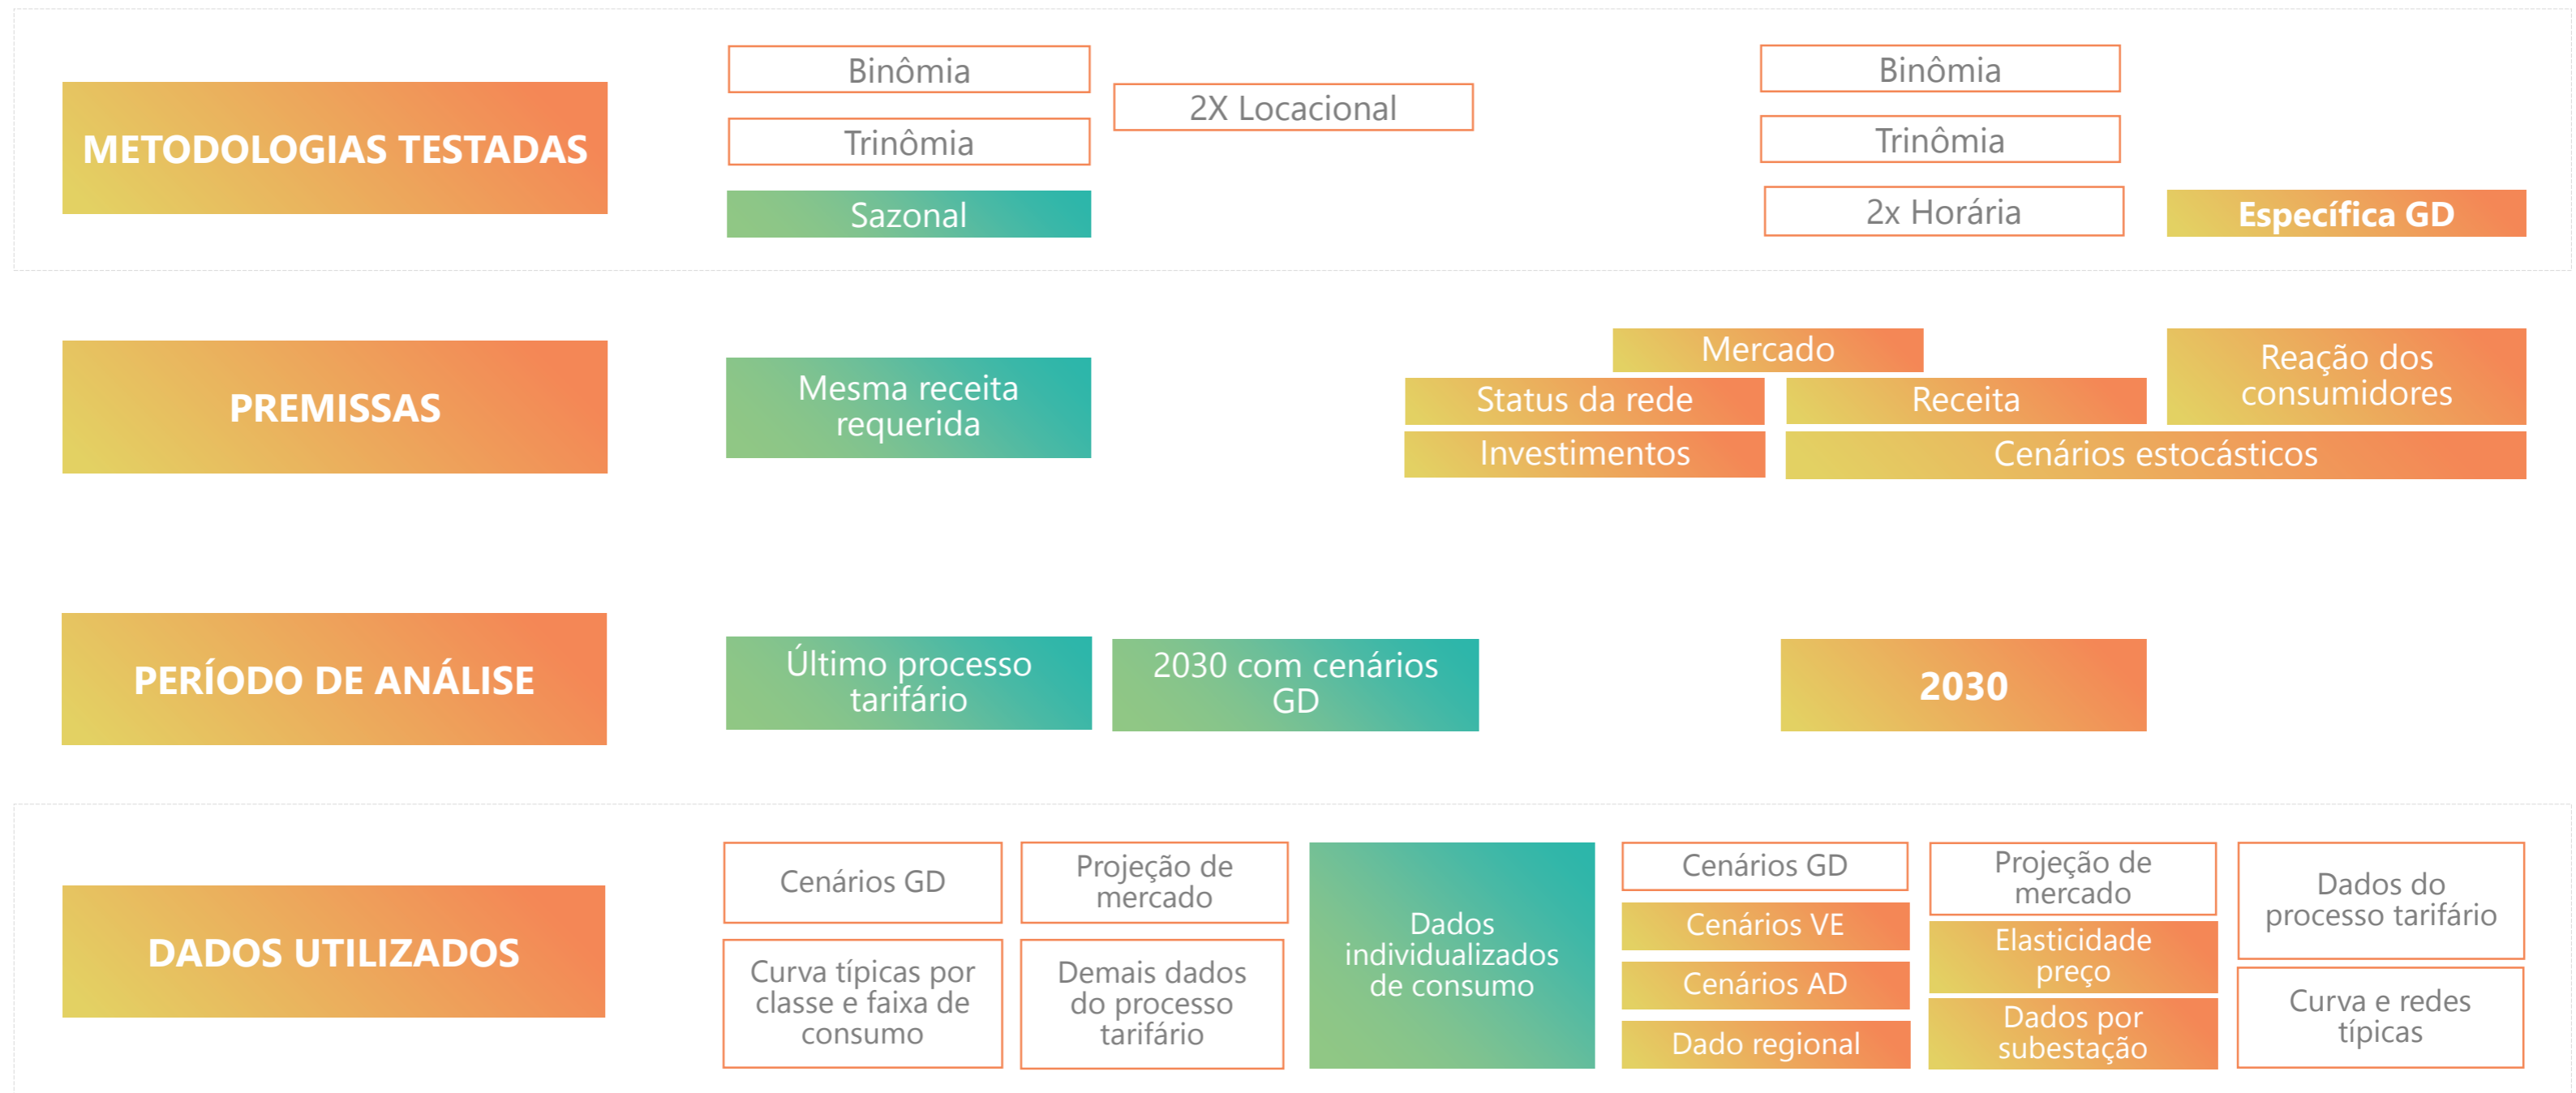 METODOLOGIAS TESTADAS
Binômia
Trinômia
Sazonal
2X Locacional
Binômia
Trinômia
2x Horária
Específica GD
PREMISSAS
Mesma receita
requerida
Mercado
Status da rede
Receita
Investimentos
Cenários estocásticos
Reação dos
consumidores
PERÍODO DE ANÁLISE
Último processo
tarifário
2030 com cenários
GD
2030
DADOS UTILIZADOS
Cenários GD
Projeção de
mercado
Curva típicas por
classe e faixa de
consumo
Demais dados
do processo
tarifário
Dados
individualizados
de consumo
Cenários GD
Cenários VE
Cenários AD
Dado regional
Projeção de
mercado
Elasticidade
preço
Dados por
subestação
Dados do
processo tarifário
Curva e redes
típicas